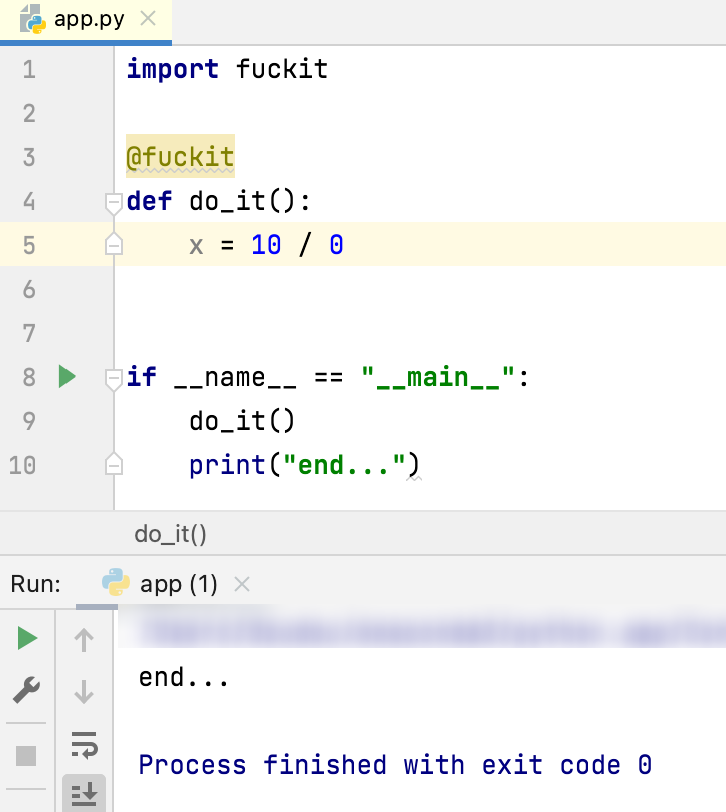 app.py
1 import fuckit
2
3 @fuckit
4 def do_it():
5 x = 10 / 0
6
7
8 if __name__ == "__main__":
9 do_it()
10 print("end...")
do_it()
Run: app (1)
end...
Process finished with exit code 0